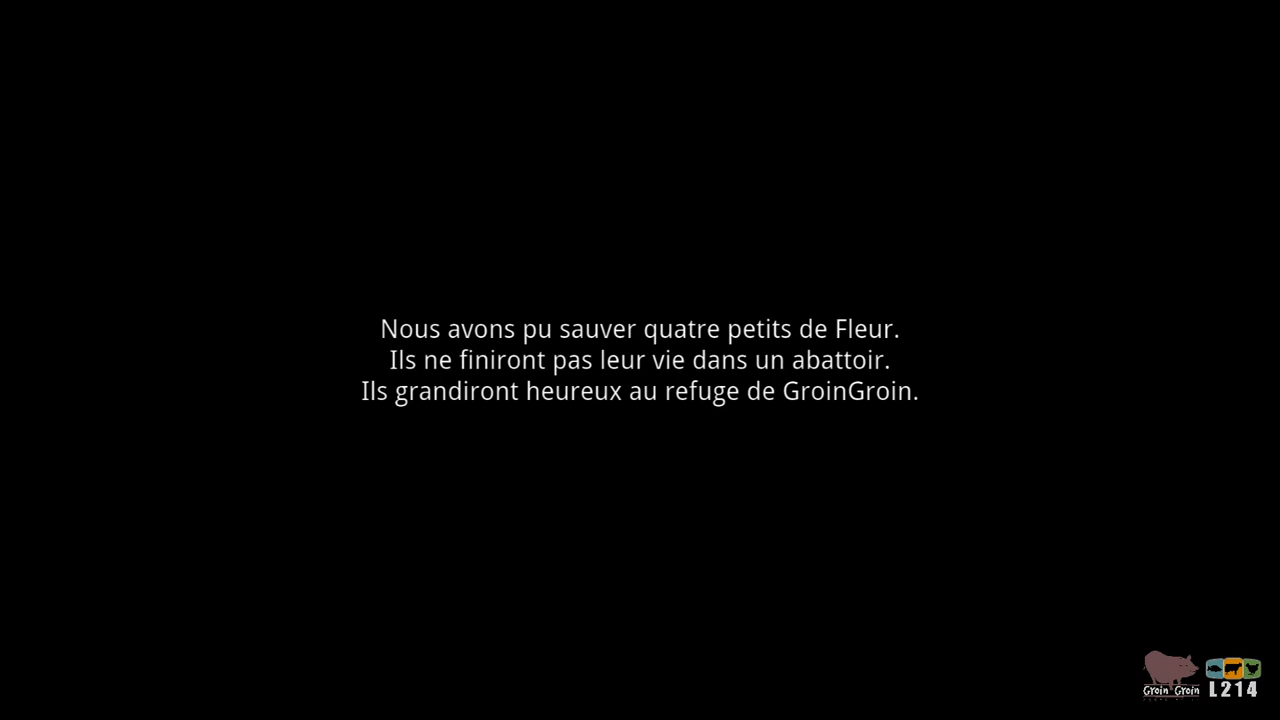 Nous avons pu sauver quatre petits de Fleur.
Ils ne finiront pas leur vie dans un abattoir.
Ils grandiront heureux au refuge de GroinGroin.
Groin Groin
L214